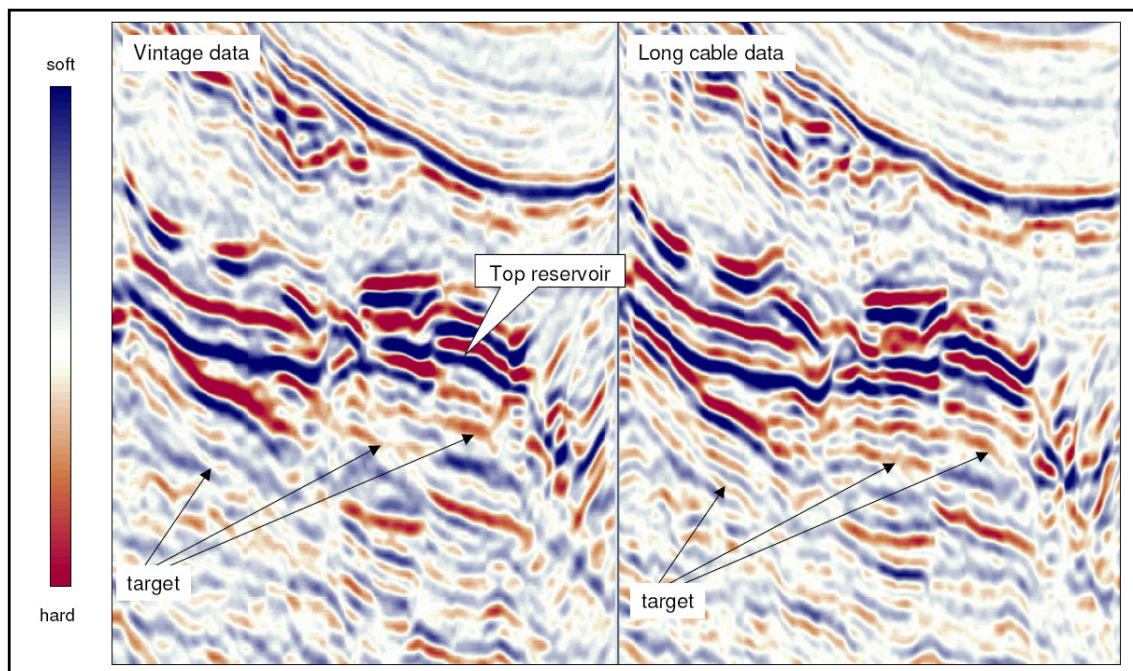 soft
hard
Vintage data
Long cable data
Top reservoir
target
target